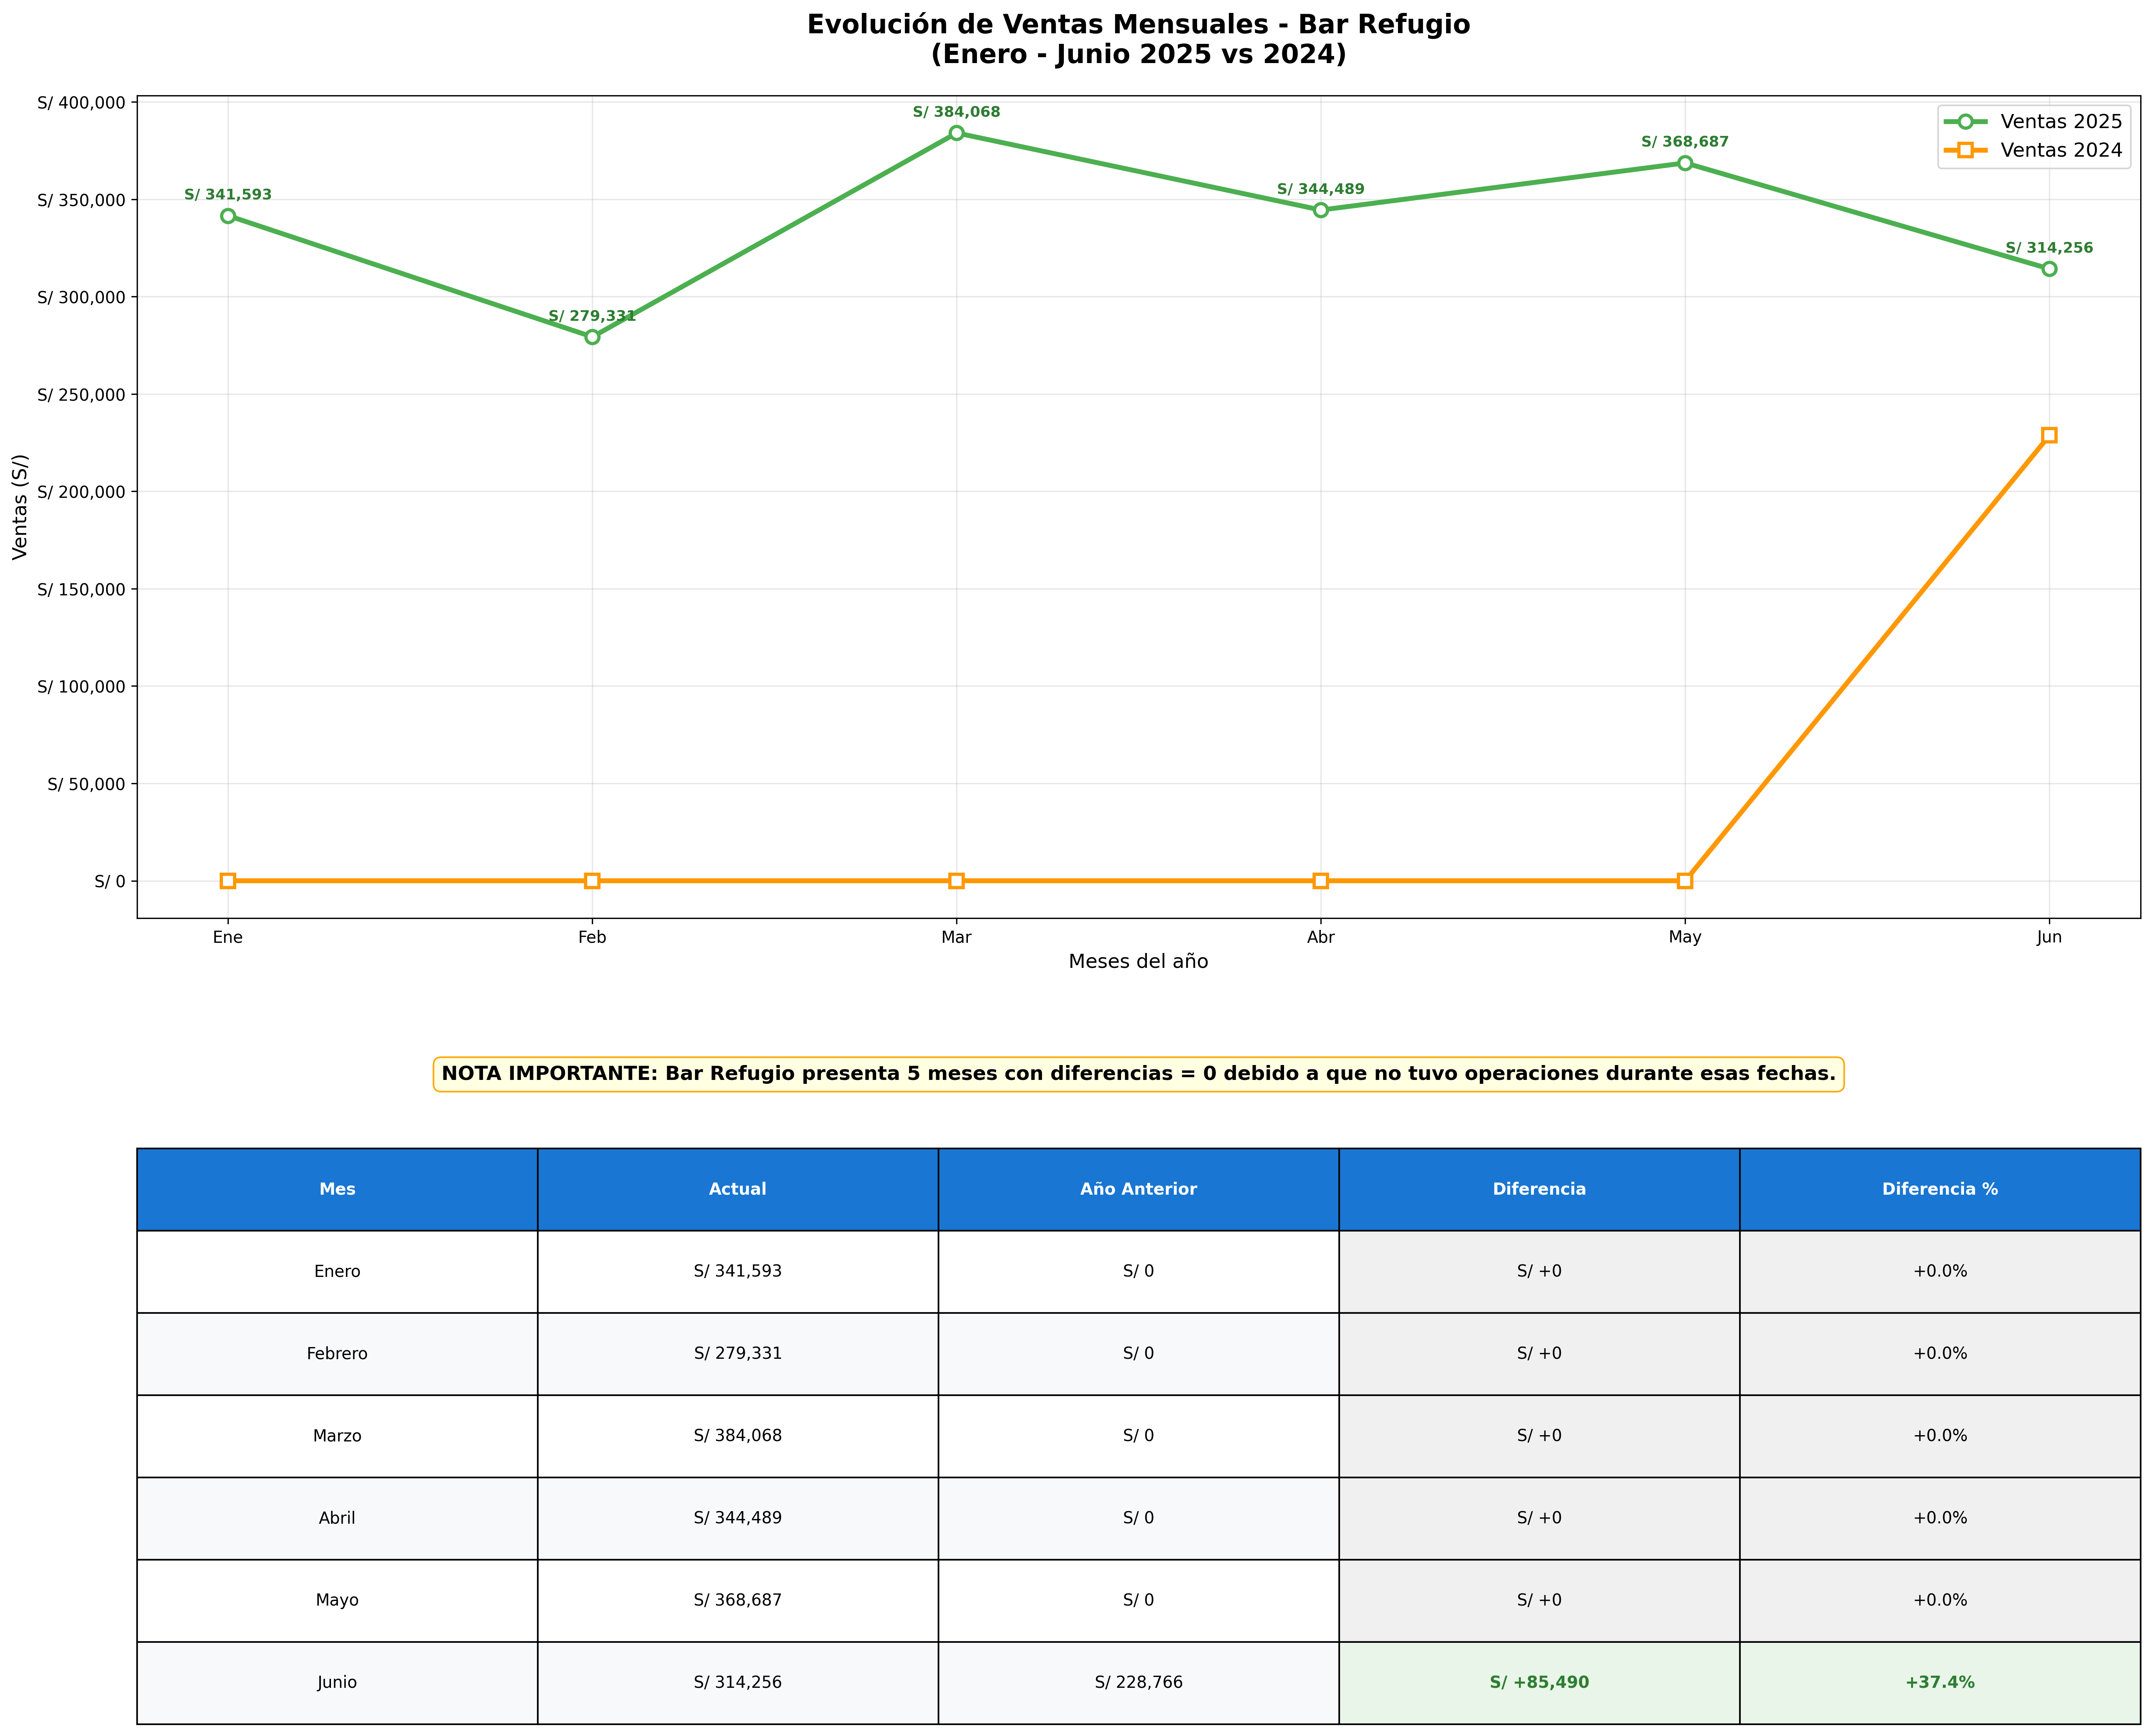 Evolución de Ventas Mensuales - Bar Refugio
(Enero - Junio 2025 vs 2024)
Ventas 2025
Ventas 2024
S/ 400,000
S/ 350,000
S/ 300,000
S/ 250,000
S/ 200,000
S/ 150,000
S/ 100,000
S/ 50,000
S/ 0
Ventas (S/)
S/ 341,593
S/ 279,331
S/ 384,068
S/ 344,489
S/ 368,687
S/ 314,256
Ene Feb Mar Abr May Jun
Meses del año
NOTA IMPORTANTE: Bar Refugio presenta 5 meses con diferencias = 0 debido a que no tuvo operaciones durante esas fechas.
Mes Actual Año Anterior Diferencia Diferencia %
Enero S/ 341,593 S/ 0 S/ +0 +0.0%
Febrero S/ 279,331 S/ 0 S/ +0 +0.0%
Marzo S/ 384,068 S/ 0 S/ +0 +0.0%
Abril S/ 344,489 S/ 0 S/ +0 +0.0%
Mayo S/ 368,687 S/ 0 S/ +0 +0.0%
Junio S/ 314,256 S/ 228,766 S/ +85,490 +37.4%